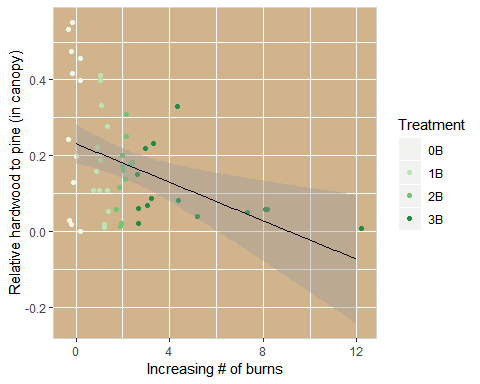 Relative hardwood to pine (in canopy)
0.4
0.2
0.0
-0.2
0
4
8
12
Increasing # of burns
Treatment
0B
1B
2B
3B